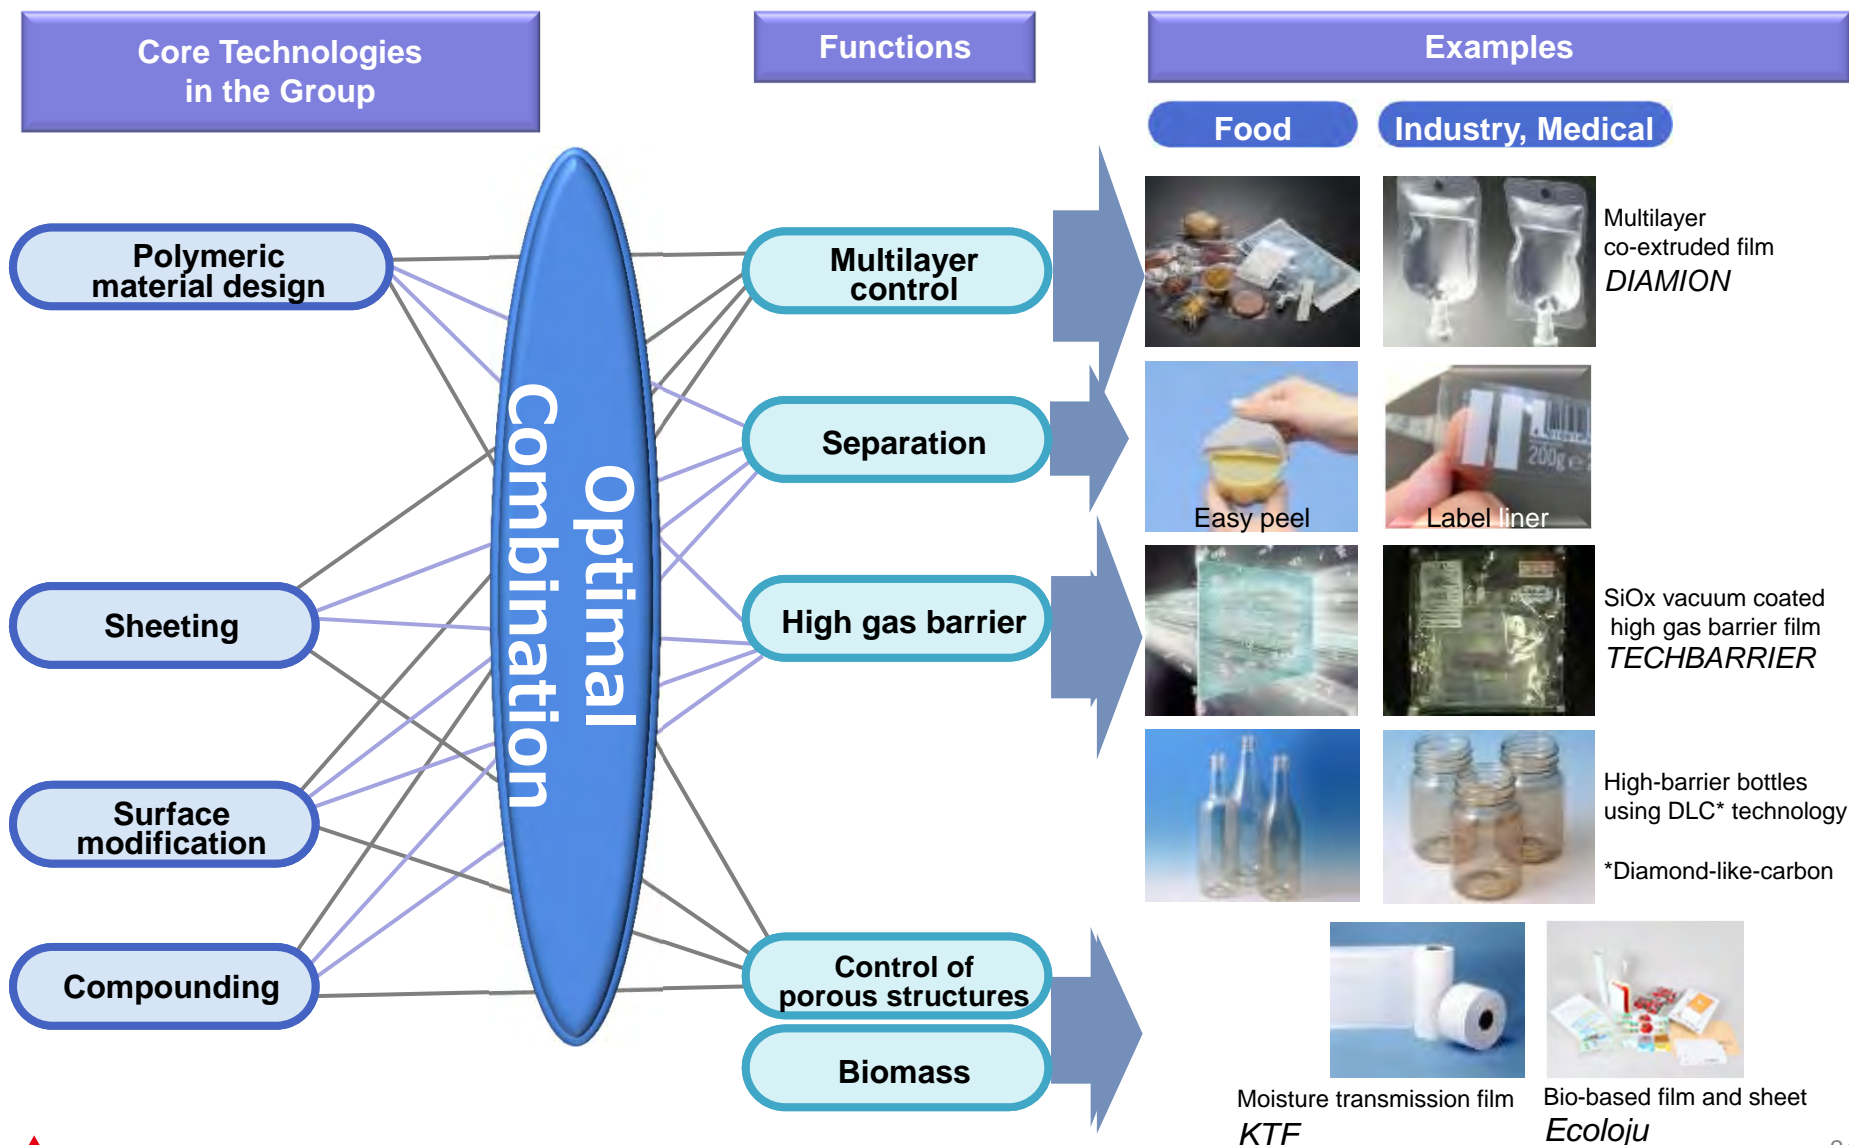 Core Technologies
in the Group
Functions
Examples
Food
Industry, Medical
Polymeric
material design
Sheeting
Surface
modification
Compounding
Optimal
Combination
Multilayer
control
Separation
High gas barrier
Control of
porous structures
Biomass
Multilayer
co-extruded film
DIAMION
200g e
Easy peel
Label liner
SiOx vacuum coated
high gas barrier film
TECHBARRIER
High-barrier bottles
using DLC* technology
*Diamond-like-carbon
Moisture transmission film
KTF
Bio-based film and sheet
Ecoloju